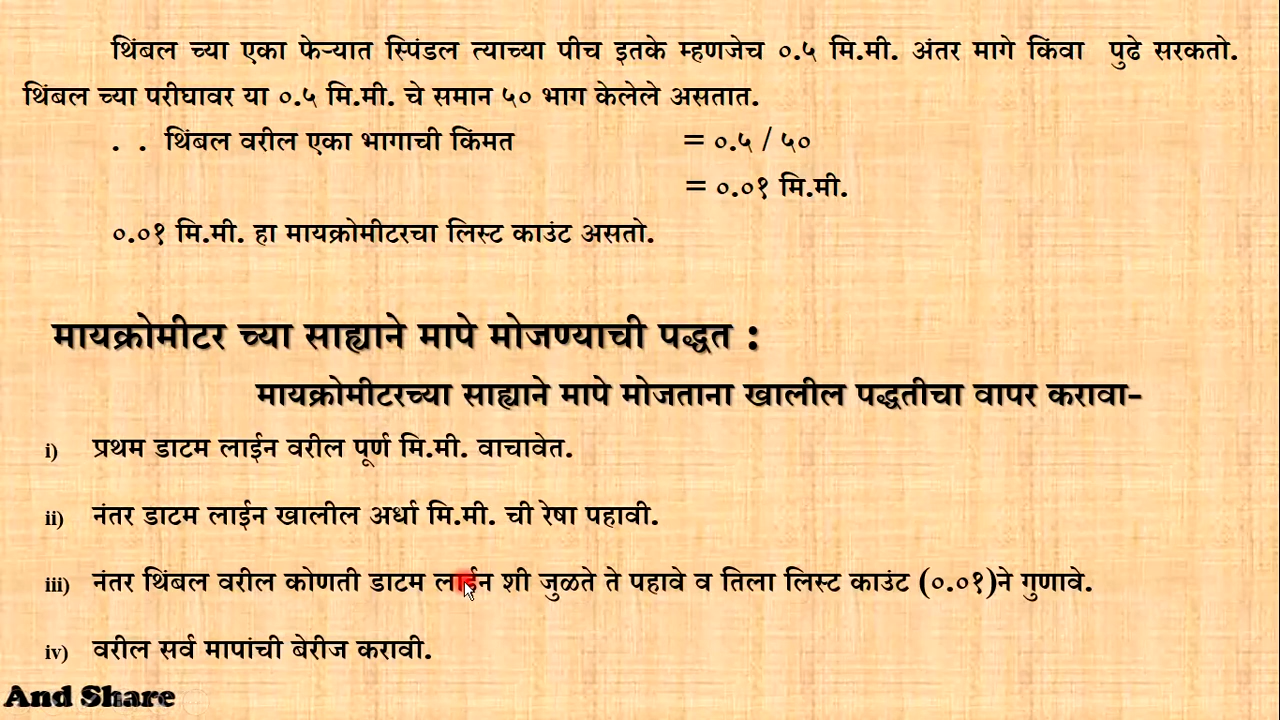 थिंबल च्या एका फेऱ्यात स्पिंडल त्याच्या पीच इतके म्हणजेच ०.५ मि.मी. अंतर मागे किंवा पुढे सरकतो.
थिंबल च्या परीघावर या ०.५ मि.मी. चे समान ५० भाग केलेले असतात.
. . थिंबल वरील एका भागाची किंमत = ०.५ / ५०
= ०.०१ मि.मी.
०.०१ मि.मी. हा मायक्रोमीटरचा लिस्ट काउंट असतो.
मायक्रोमीटर च्या साह्याने मापे मोजण्याची पद्धत :
मायक्रोमीटरच्या साह्याने मापे मोजताना खालील पद्धतीचा वापर करावा-
i) प्रथम डाटम लाईन वरील पूर्ण मि.मी. वाचावेत.
ii) नंतर डाटम लाईन खालील अर्धा मि.मी. ची रेषा पहावी.
iii) नंतर थिंबल वरील कोणती डाटम लाईन शी जुळते ते पहावे व तिला लिस्ट काउंट (०.०१)ने गुणावे.
iv) वरील सर्व मापांची बेरीज करावी.
And Share